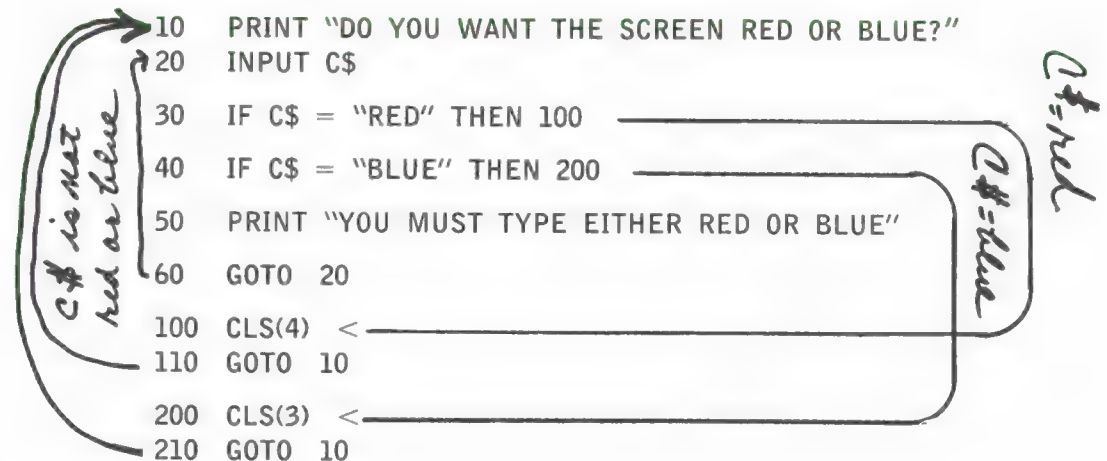 10 PRINT "DO YOU WANT THE SCREEN RED OR BLUE?"
20 INPUT C$
30 IF C$ = "RED" THEN 100
40 IF C$ = "BLUE" THEN 200
50 PRINT "YOU MUST TYPE EITHER RED OR BLUE"
60 GOTO 20
100 CLS(4) <
110 GOTO 10
200 CLS(3) <
210 GOTO 10
C$ is not
red or blue
C$=red
C$=blue